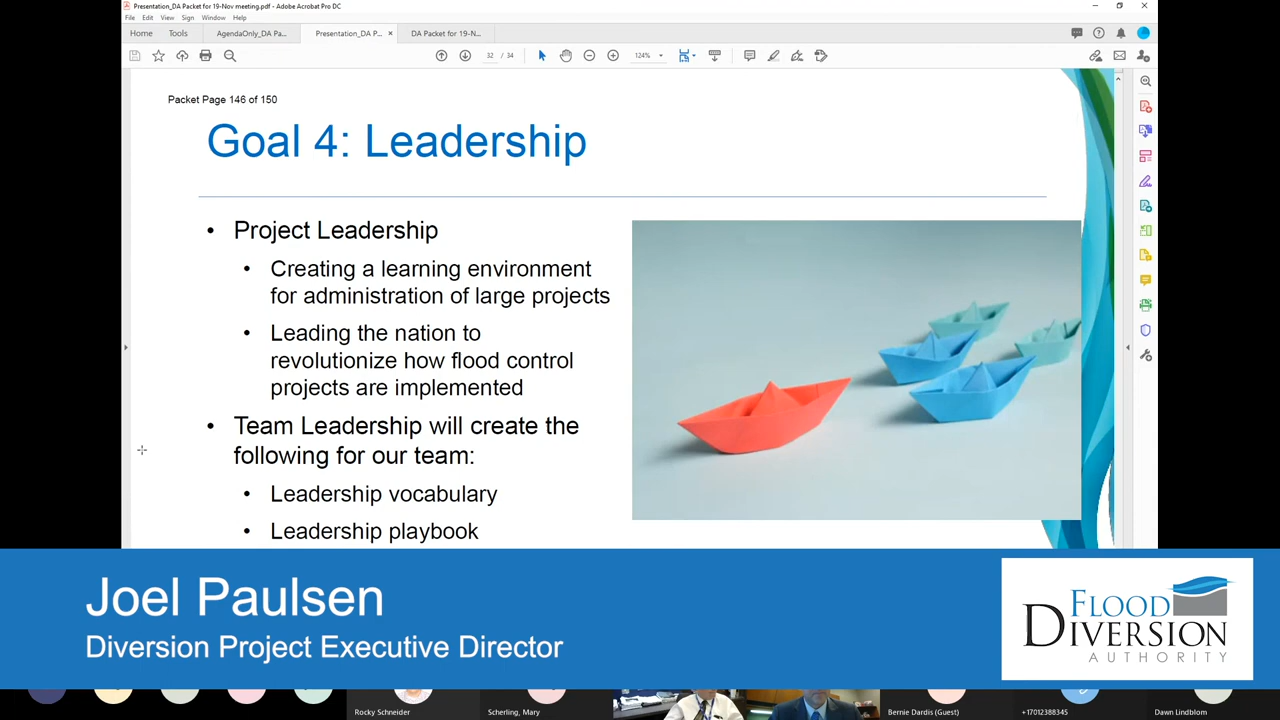 Presentation_DA Packet for 19-Nov meeting.pdf - Adobe Acrobat Pro DC
File Edit View Sign Window Help
Home Tools AgendaOnly_DA Pa... Presentation_DA P... × DA Packet for 19-N...
32 / 34 124%
Packet Page 146 of 150
Goal 4: Leadership
• Project Leadership
• Creating a learning environment
for administration of large projects
• Leading the nation to
revolutionize how flood control
projects are implemented
• Team Leadership will create the
following for our team:
• Leadership vocabulary
• Leadership playbook
Joel Paulsen
Diversion Project Executive Director
FLOOD
DIVERSION
AUTHORITY
Rocky Schneider Scherling, Mary Bernie Dardis (Guest) +17012388345 Dawn Lindblom